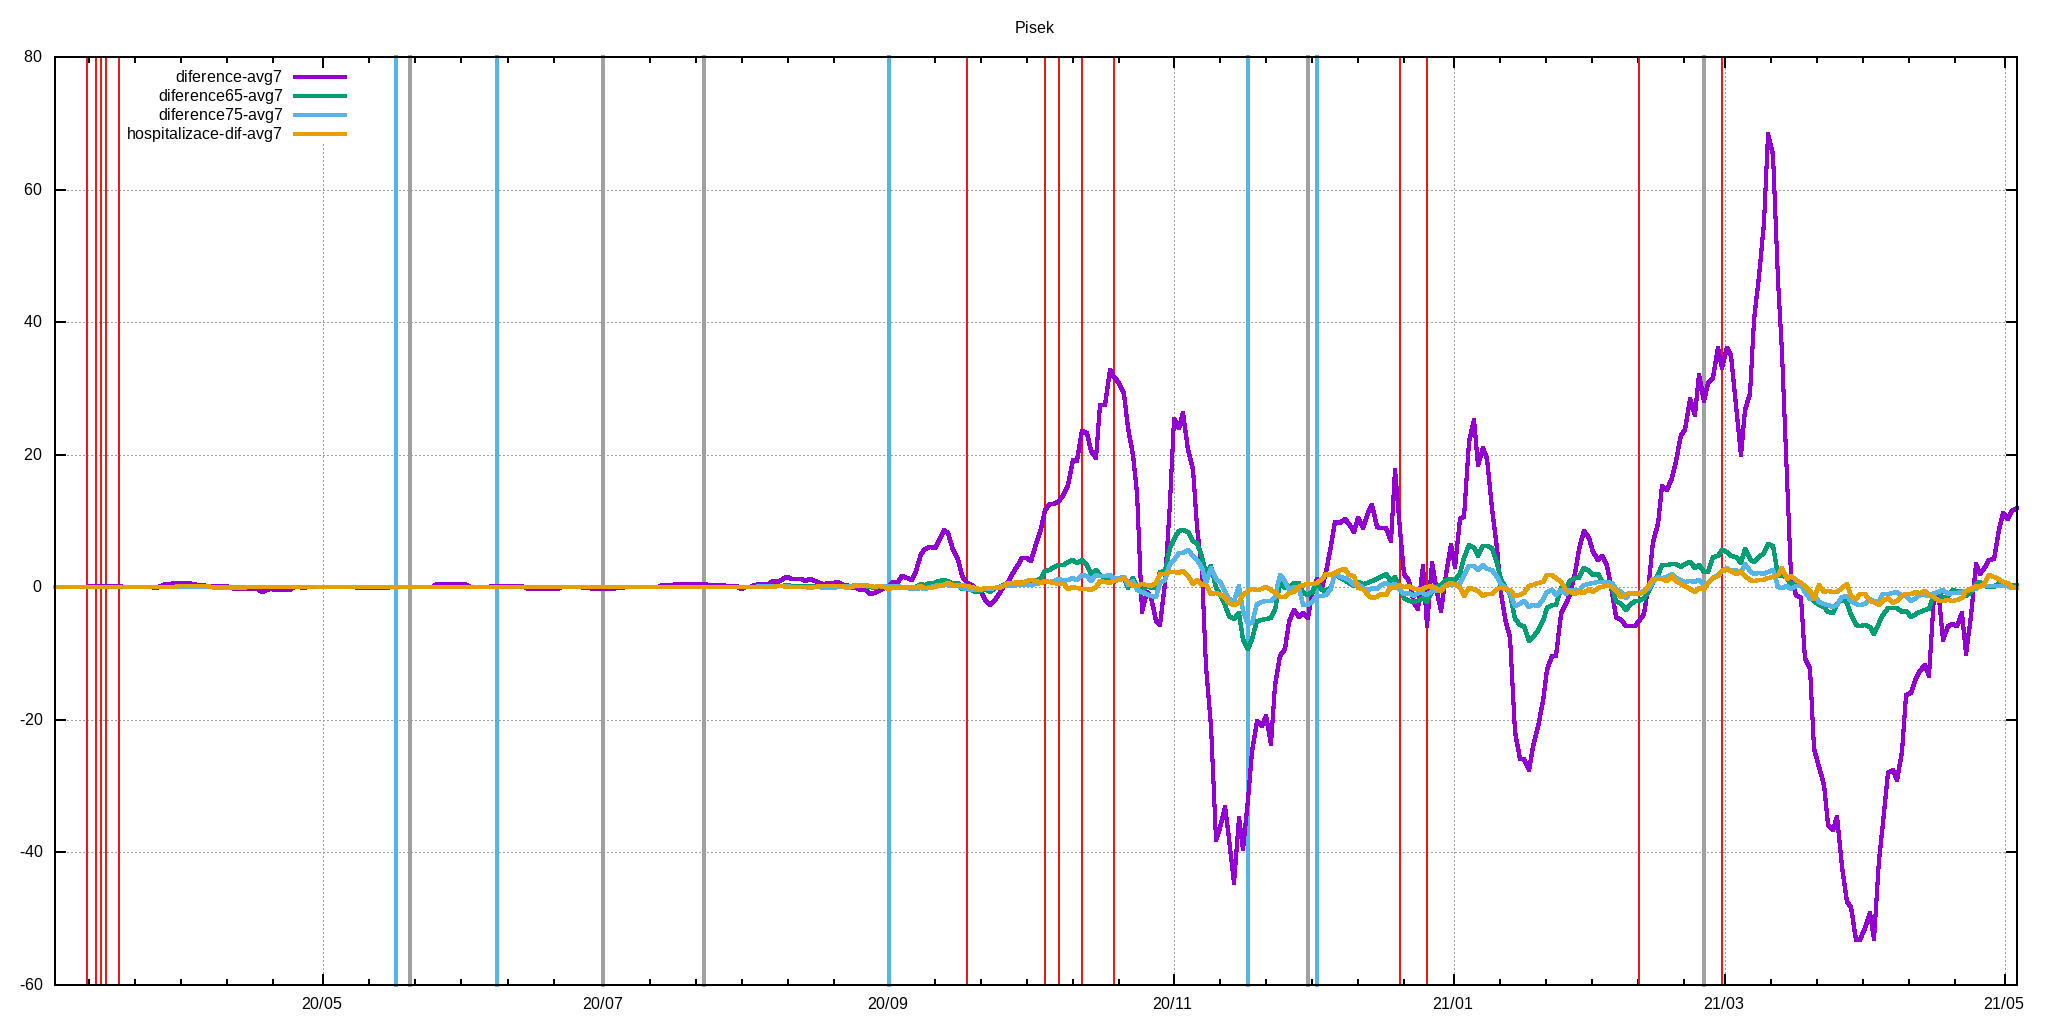 Pisek
80
60
40
20
0
-20
-40
-60
diference-avg7
diference65-avg7
diference75-avg7
hospitalizace-dif-avg7
20/05 20/07 20/09 20/11 21/01 21/03 21/05